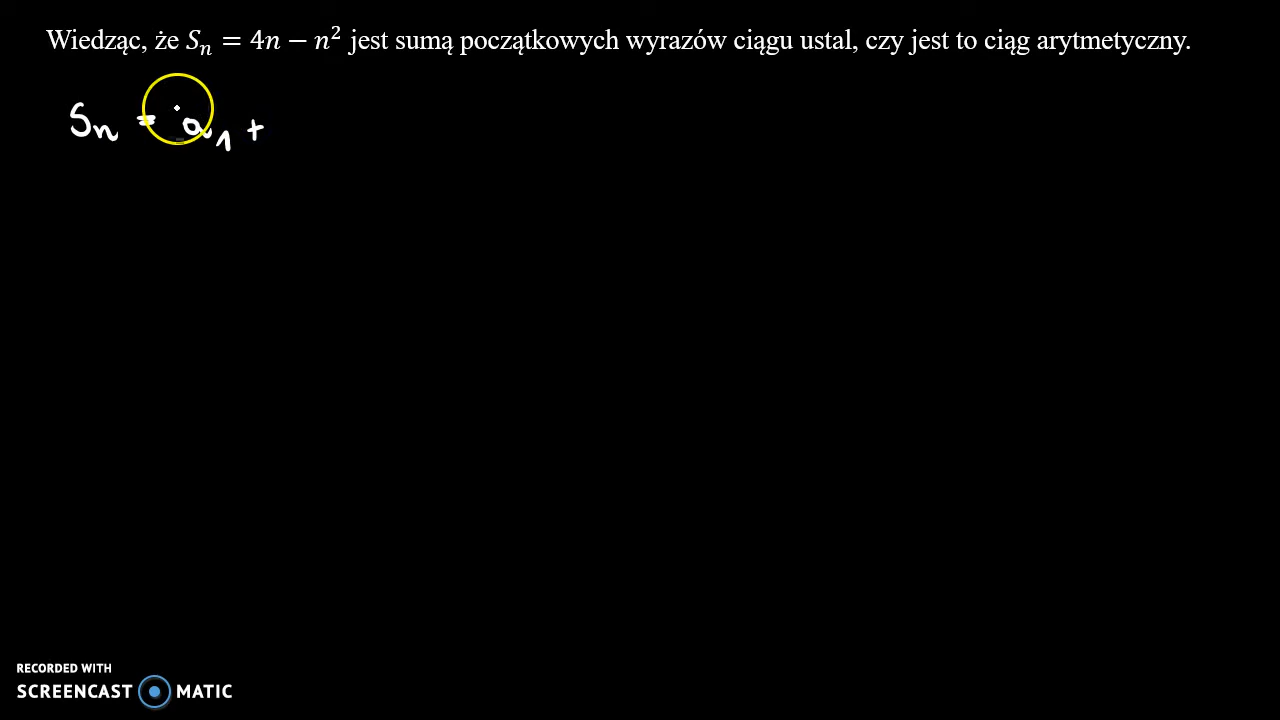 Wiedząc, że Sₙ = 4n − n² jest sumą początkowych wyrazów ciągu ustal, czy jest to ciąg arytmetyczny.
Sₙ = a₁ +
RECORDED WITH
SCREENCAST MATIC